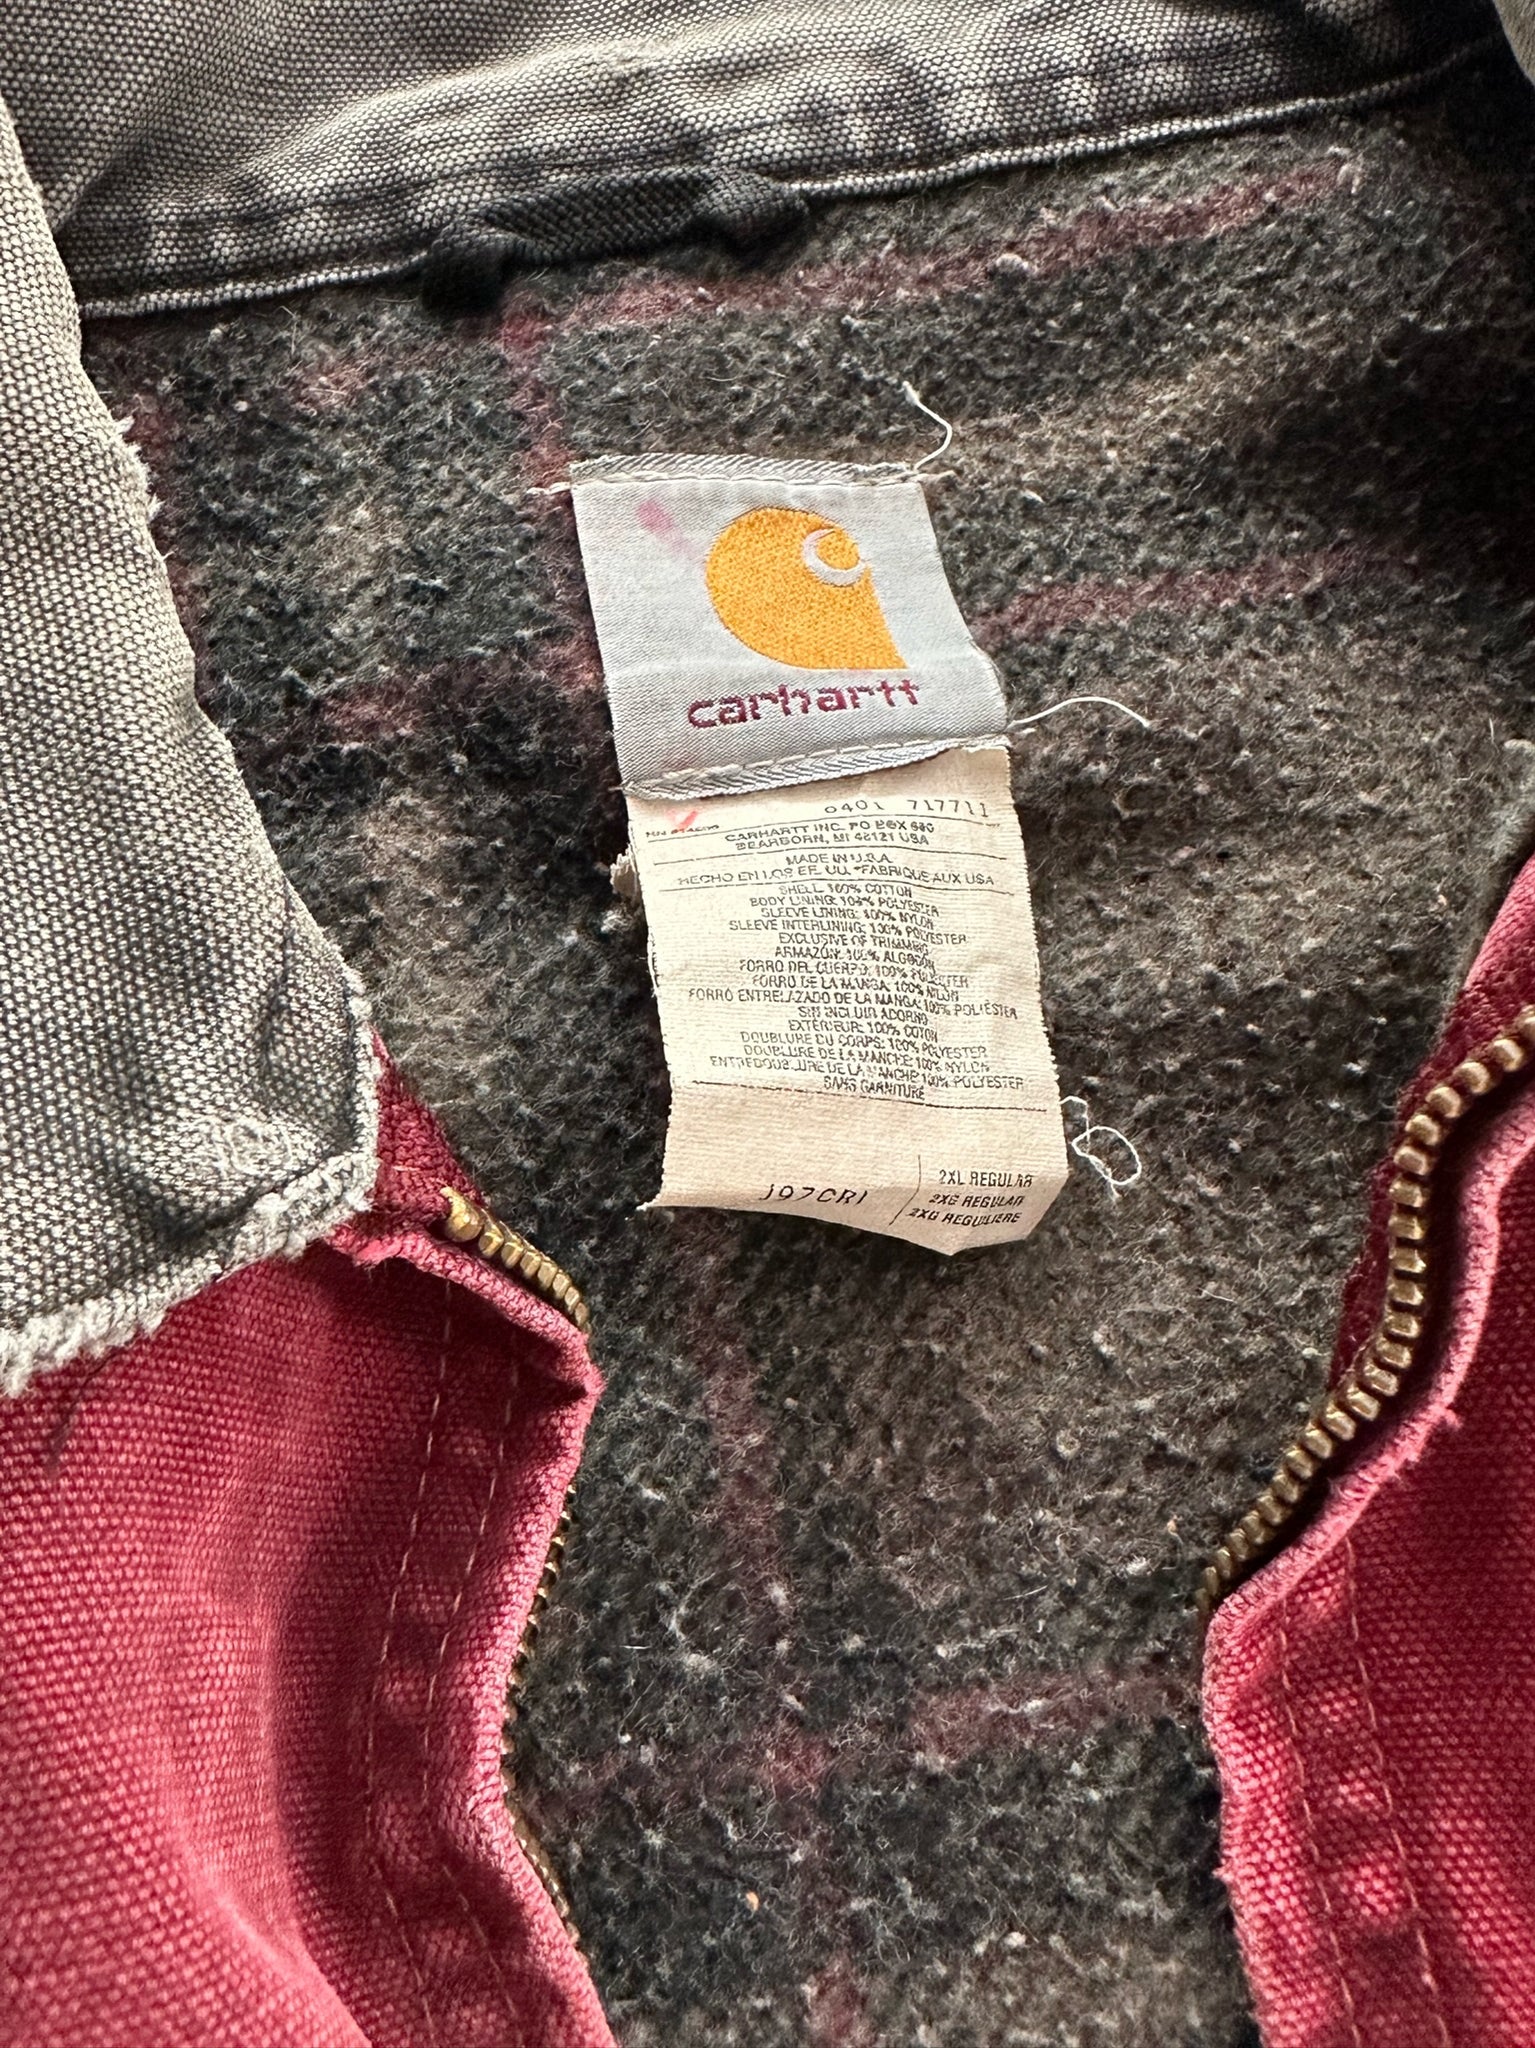 carhartt
0401 717711
CARHARTT INC. PO BOX 600
DEARBORN, MI 48121 USA
MADE IN U.S.A.
HECHO EN LOS EE. UU. *FABRIQUE AUX USA
SHELL 100% COTTON
BODY LINING: 100% POLYESTER
SLEEVE LINING: 100% NYLON
SLEEVE INTERLINING: 100% POLYESTER
EXCLUSIVE OF TRIMMING
ARMAZON: 100% ALGODON
FORRO DEL CUERPO: 100% POLIESTER
FORRO DE LA MANGA: 100% NILON
FORRO ENTRELAZADO DE LA MANGA: 100% POLIÉSTER
SIN INCLUIR ADORNO
EXTERIEUR: 100% COTON
DOUBLURE DU CORPS: 100% POLYESTER
DOUBLURE DE LA MANCHE: 100% NYLON
ENTREDOUBLURE DE LA MANCHE 100% POLYESTER
SANS GARNITURE
J97CRI
2XL REGULAR
2XG REGULAR
2XG REGULIERE